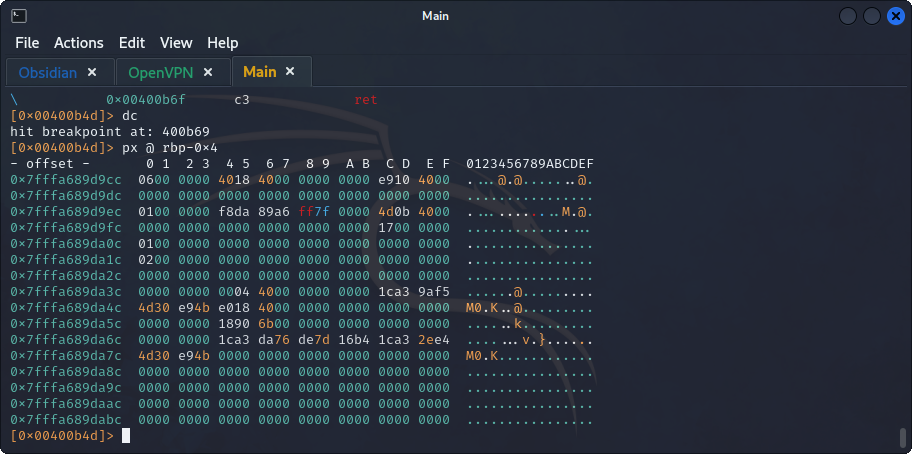 Main
File Actions Edit View Help
Obsidian × OpenVPN × Main ×
\ 0×00400b6f c3 ret
[0×00400b4d]> dc
hit breakpoint at: 400b69
[0×00400b4d]> px @ rbp-0×4
- offset - 0 1 2 3 4 5 6 7 8 9 A B C D E F 0123456789ABCDEF
0×7fffa689d9cc 0600 0000 4018 4000 0000 0000 e910 4000 ....@.@.......@.
0×7fffa689d9dc 0000 0000 0000 0000 0000 0000 0000 0000 ................
0×7fffa689d9ec 0100 0000 f8da 89a6 ff7f 0000 4d0b 4000 ............M.@.
0×7fffa689d9fc 0000 0000 0000 0000 0000 0000 1700 0000 ................
0×7fffa689da0c 0100 0000 0000 0000 0000 0000 0000 0000 ................
0×7fffa689da1c 0200 0000 0000 0000 0000 0000 0000 0000 ................
0×7fffa689da2c 0000 0000 0000 0000 0000 0000 0000 0000 ................
0×7fffa689da3c 0000 0000 0004 4000 0000 0000 1ca3 9af5 ......@.........
0×7fffa689da4c 4d30 e94b e018 4000 0000 0000 0000 0000 M0.K..@.........
0×7fffa689da5c 0000 0000 1890 6b00 0000 0000 0000 0000 ......k.........
0×7fffa689da6c 0000 0000 1ca3 da76 de7d 16b4 1ca3 2ee4 .......v.}......
0×7fffa689da7c 4d30 e94b 0000 0000 0000 0000 0000 0000 M0.K............
0×7fffa689da8c 0000 0000 0000 0000 0000 0000 0000 0000 ................
0×7fffa689da9c 0000 0000 0000 0000 0000 0000 0000 0000 ................
0×7fffa689daac 0000 0000 0000 0000 0000 0000 0000 0000 ................
0×7fffa689dabc 0000 0000 0000 0000 0000 0000 0000 0000 ................
[0×00400b4d]>